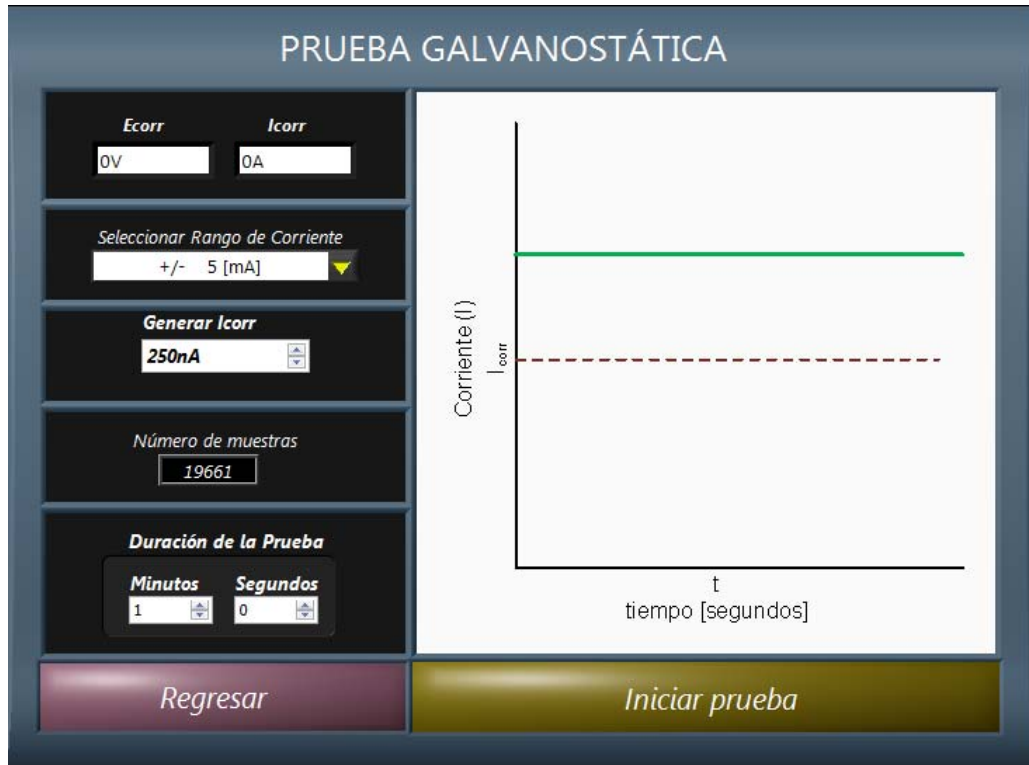 PRUEBA GALVANOSTÁTICA
Ecorr Icorr
0V 0A
Seleccionar Rango de Corriente
+/- 5 [mA]
Generar Icorr
250nA
Número de muestras
19661
Duración de la Prueba
Minutos Segundos
1 0
Corriente (I)
I corr
t
tiempo [segundos]
Regresar
Iniciar prueba